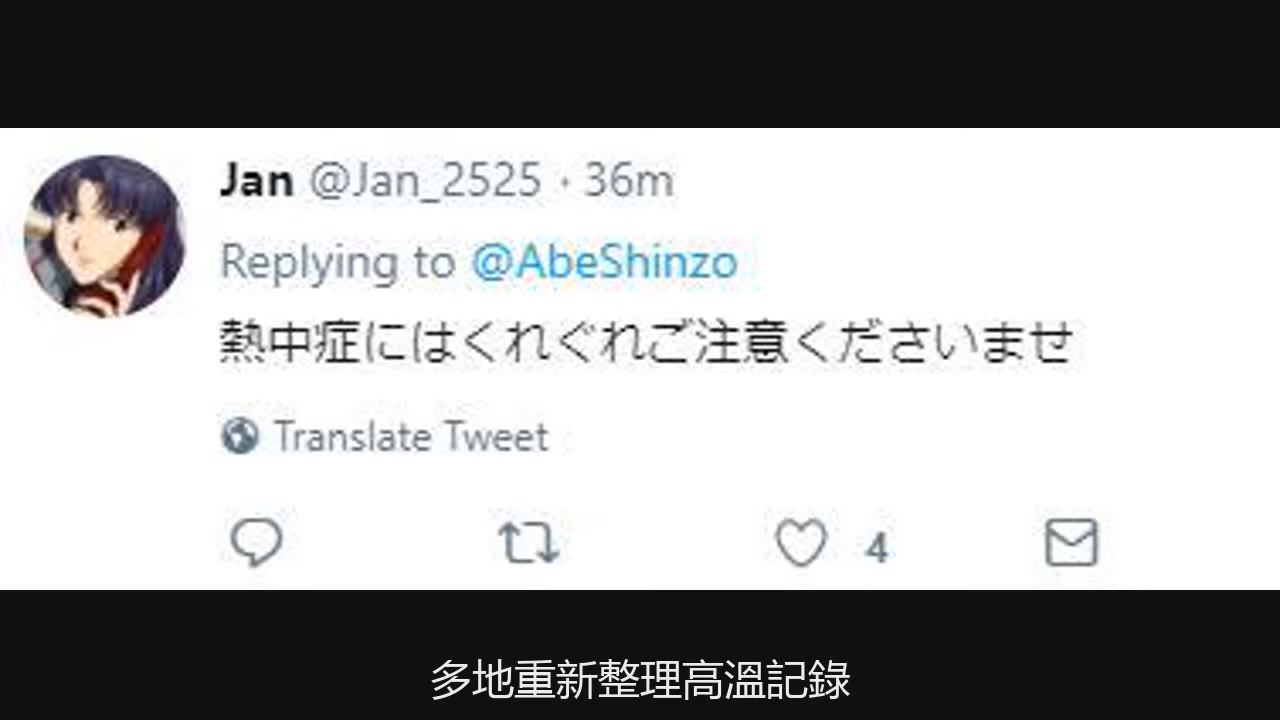 Jan @Jan_2525 · 36m
Replying to @AbeShinzo
熱中症にはくれぐれご注意くださいませ
Translate Tweet
4
多地重新整理高溫記錄